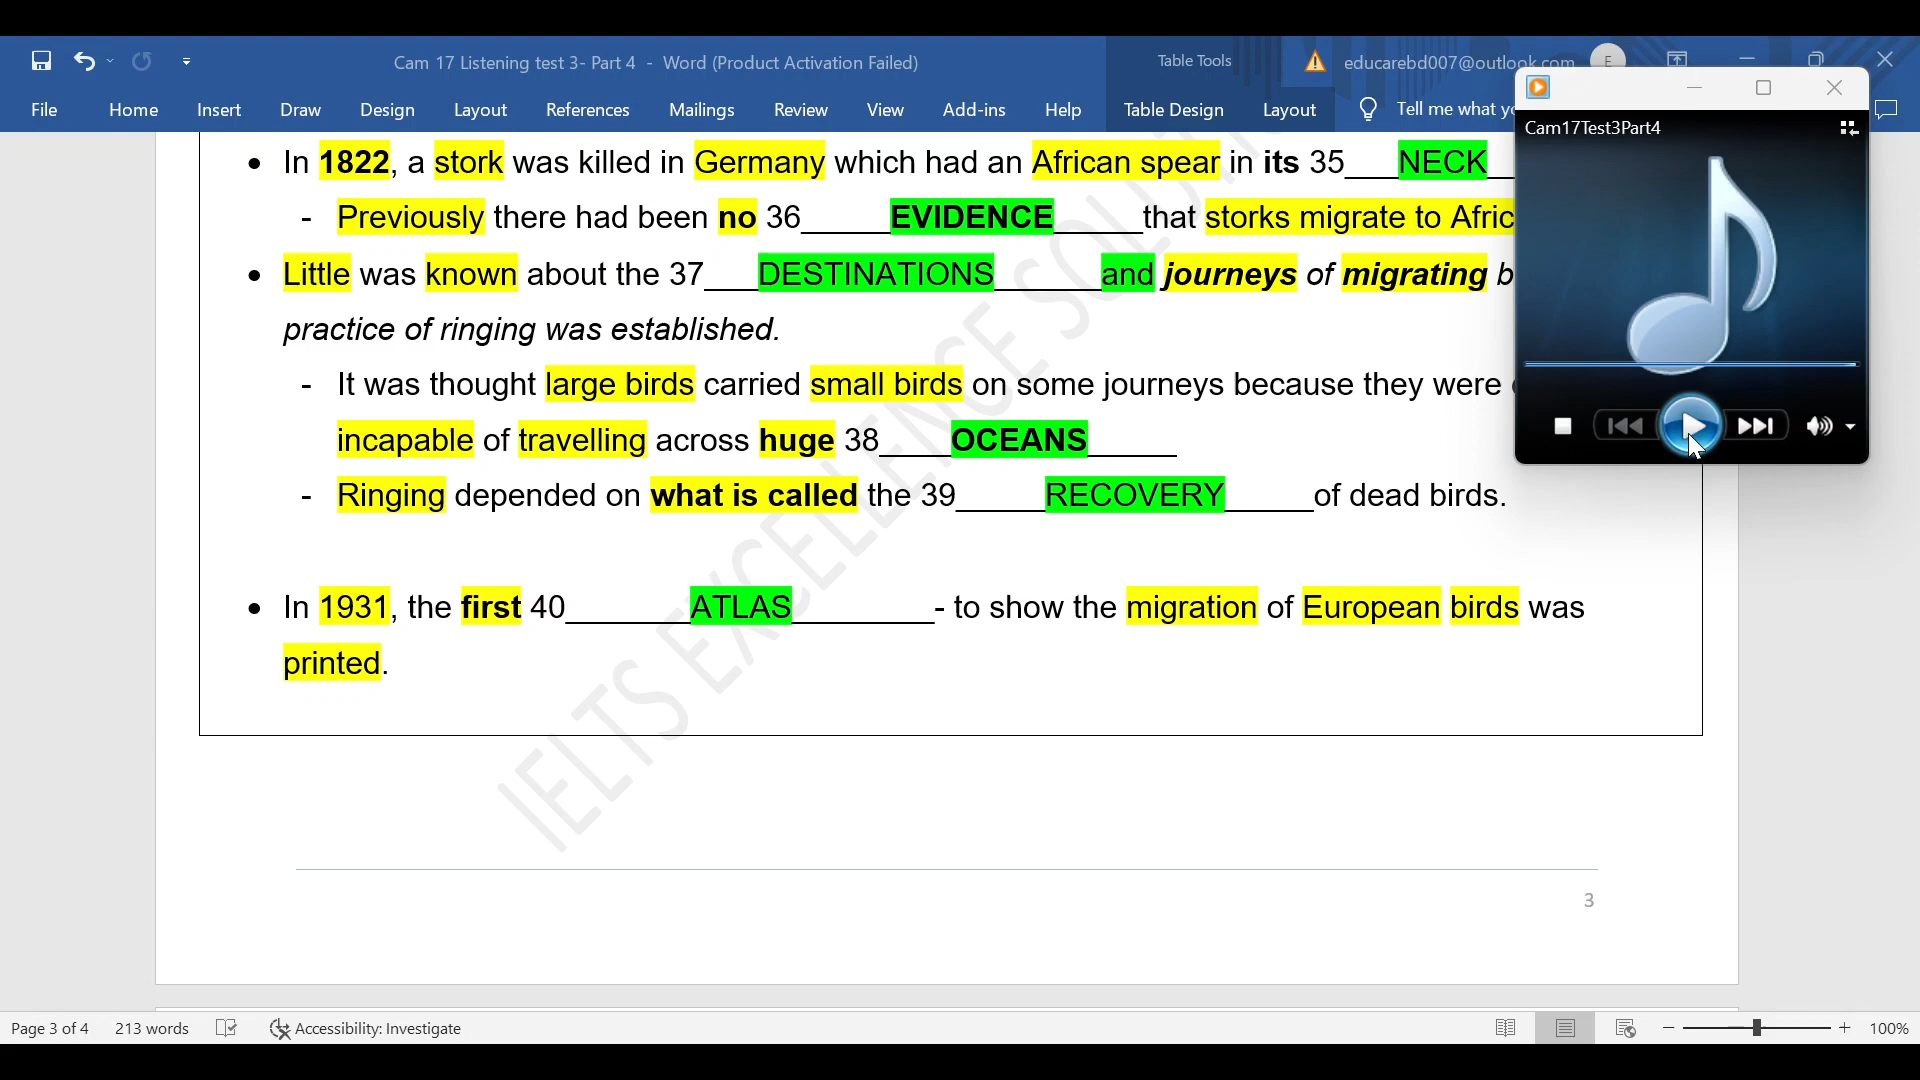 Cam 17 Listening test 3- Part 4 - Word (Product Activation Failed)
Table Tools
educarebd007@outlook.com
E
File Home Insert Draw Design Layout References Mailings Review View Add-ins Help Table Design Layout Tell me what
Cam17Test3Part4
• In 1822, a stork was killed in Germany which had an African spear in its 35___NECK__
- Previously there had been no 36_____EVIDENCE_____that storks migrate to Afric
• Little was known about the 37___DESTINATIONS______and journeys of migrating b
practice of ringing was established.
- It was thought large birds carried small birds on some journeys because they were
incapable of travelling across huge 38____OCEANS_____
- Ringing depended on what is called the 39_____RECOVERY_____of dead birds.
• In 1931, the first 40_______ATLAS________- to show the migration of European birds was
printed.
IELTS EXCELLENCE SOLUTI
3
Page 3 of 4 213 words Accessibility: Investigate 100%